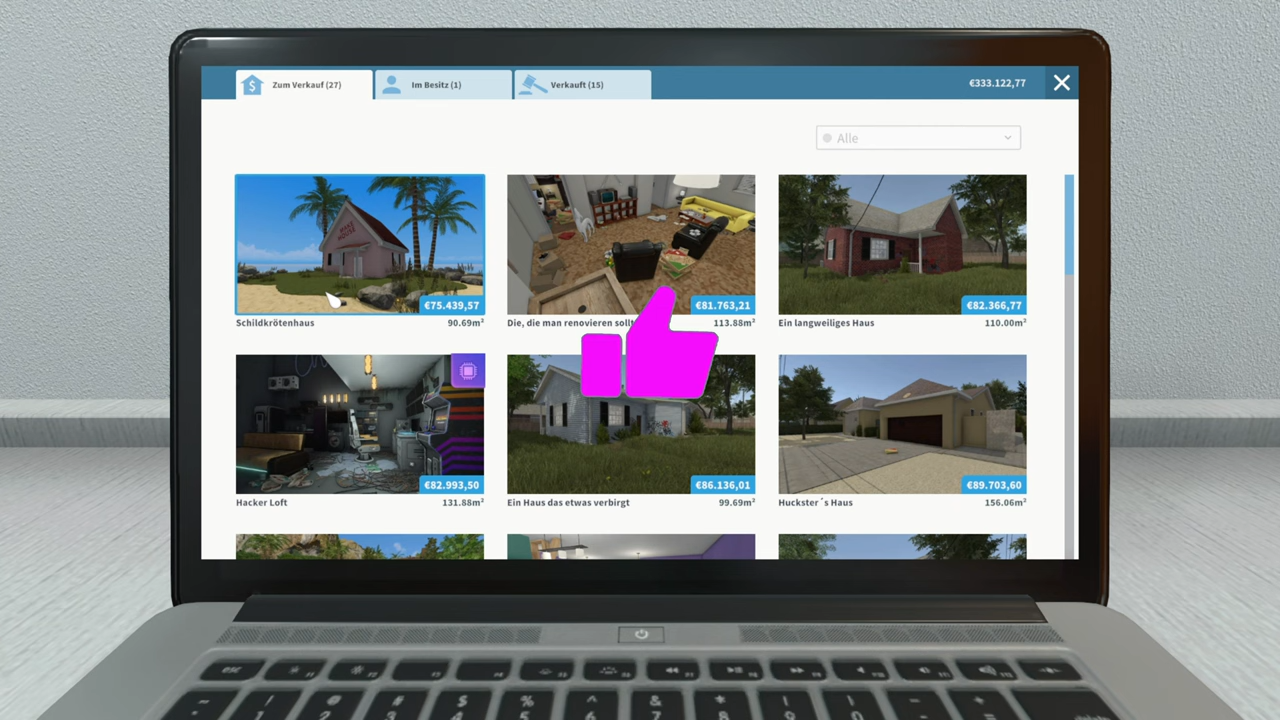 Zum Verkauf (27)
Im Besitz (1)
Verkauft (15)
€333.122,77
Alle
€75.439,57
€81.763,21
€82.366,77
Schildkrötenhaus
90.69m²
Die, die man renovieren sollt
113.88m²
Ein langweiliges Haus
110.00m²
€82.993,50
€86.136,01
€89.703,60
Hacker Loft
131.88m²
Ein Haus das etwas verbirgt
99.69m²
Huckster´s Haus
156.06m²
esc